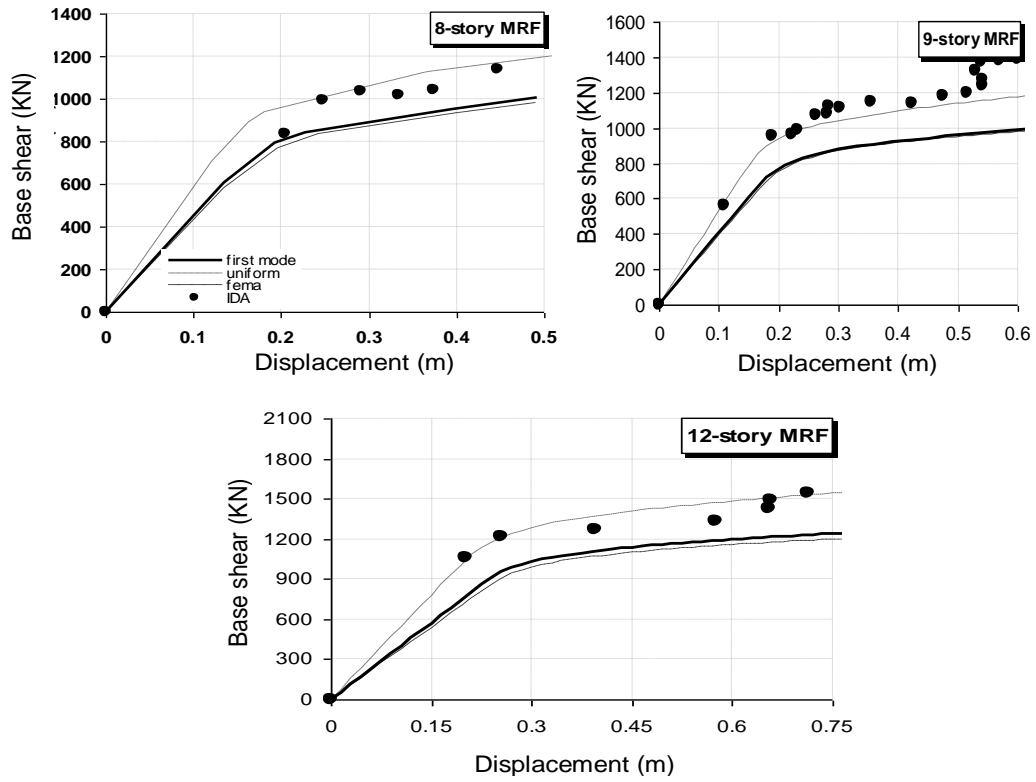 8-story MRF
1400
1200
1000
800
600
400
200
0
Base shear (KN)
first mode
uniform
fema
IDA
0 0.1 0.2 0.3 0.4 0.5
Displacement (m)
9-story MRF
1600
1400
1200
1000
800
600
400
200
0
Base shear (KN)
0 0.1 0.2 0.3 0.4 0.5 0.6
Displacement (m)
12-story MRF
2100
1800
1500
1200
900
600
300
0
Base shear (KN)
0 0.15 0.3 0.45 0.6 0.75
Displacement (m)